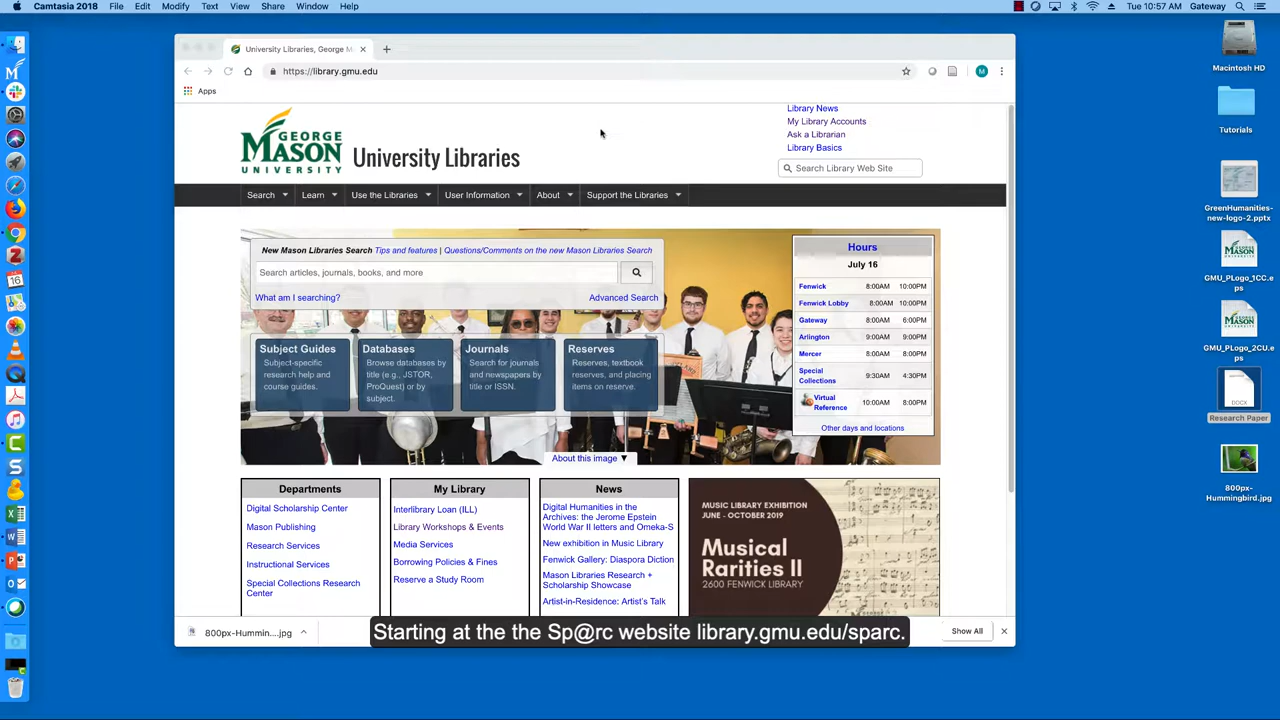 Camtasia 2018 File Edit Modify Text View Share Window Help
Tue 10:57 AM Gateway
University Libraries, George M
https://library.gmu.edu
M
Apps
GEORGE
MASON
UNIVERSITY
University Libraries
Library News
My Library Accounts
Ask a Librarian
Library Basics
Search Library Web Site
Search Learn Use the Libraries User Information About Support the Libraries
New Mason Libraries Search Tips and features | Questions/Comments on the new Mason Libraries Search
Search articles, journals, books, and more
What am I searching? Advanced Search
Subject Guides
Subject-specific
research help and
course guides.
Databases
Browse databases by
title (e.g., JSTOR,
ProQuest) or by
subject.
Journals
Search for journals
and newspapers by
title or ISSN.
Reserves
Reserves, textbook
reserves, and placing
items on reserve.
About this image ▼
Hours
July 16
Fenwick 8:00AM 10:00PM
Fenwick Lobby 8:00AM 10:00PM
Gateway 8:00AM 6:00PM
Arlington 9:00AM 9:00PM
Mercer 8:00AM 8:00PM
Special
Collections 9:30AM 4:30PM
Virtual
Reference 10:00AM 8:00PM
Other days and locations
Departments
Digital Scholarship Center
Mason Publishing
Research Services
Instructional Services
Special Collections Research
Center
My Library
Interlibrary Loan (ILL)
Library Workshops & Events
Media Services
Borrowing Policies & Fines
Reserve a Study Room
News
Digital Humanities in the
Archives: the Jerome Epstein
World War II letters and Omeka-S
New exhibition in Music Library
Fenwick Gallery: Diaspora Diction
Mason Libraries Research +
Scholarship Showcase
Artist-in-Residence: Artist's Talk
MUSIC LIBRARY EXHIBITION
JUNE - OCTOBER 2019
Musical
Rarities II
2600 FENWICK LIBRARY
800px-Hummin....jpg
Show All
Starting at the the Sp@rc website library.gmu.edu/sparc.
Macintosh HD
Tutorials
GreenHumanities-
new-logo-2.pptx
GMU_PLogo_1CC.e
ps
GMU_PLogo_2CU.e
ps
DOCX
Research Paper
800px-
Hummingbird.jpg